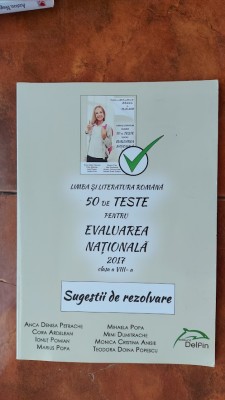 LIMBA ȘI LITERATURA ROMÂNĂ
50 DE TESTE
PENTRU
EVALUAREA
NAȚIONALĂ
2017
clasa a VIII-a
Sugestii de rezolvare
ANCA DENISA PETRACHE
CORA ARDELEAN
IONUȚ POMIAN
MARIUS POPA
MIHAELA POPA
MIMI DUMITRACHE
MONICA CRISTINA ANISIE
TEODORA DOINA POPESCU
DelPin